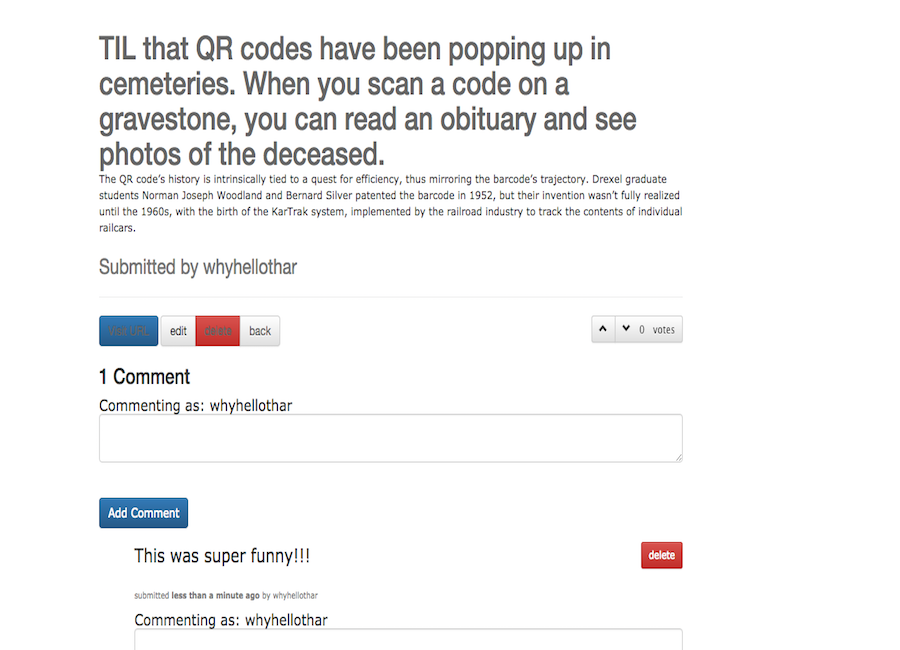 TIL that QR codes have been popping up in
cemeteries. When you scan a code on a
gravestone, you can read an obituary and see
photos of the deceased.
The QR code’s history is intrinsically tied to a quest for efficiency, thus mirroring the barcode’s trajectory. Drexel graduate
students Norman Joseph Woodland and Bernard Silver patented the barcode in 1952, but their invention wasn’t fully realized
until the 1960s, with the birth of the KarTrak system, implemented by the railroad industry to track the contents of individual
railcars.
Submitted by whyhellothar
edit delete back 0 votes
1 Comment
Commenting as: whyhellothar
Add Comment
This was super funny!!! delete
submitted less than a minute ago by whyhellothar
Commenting as: whyhellothar